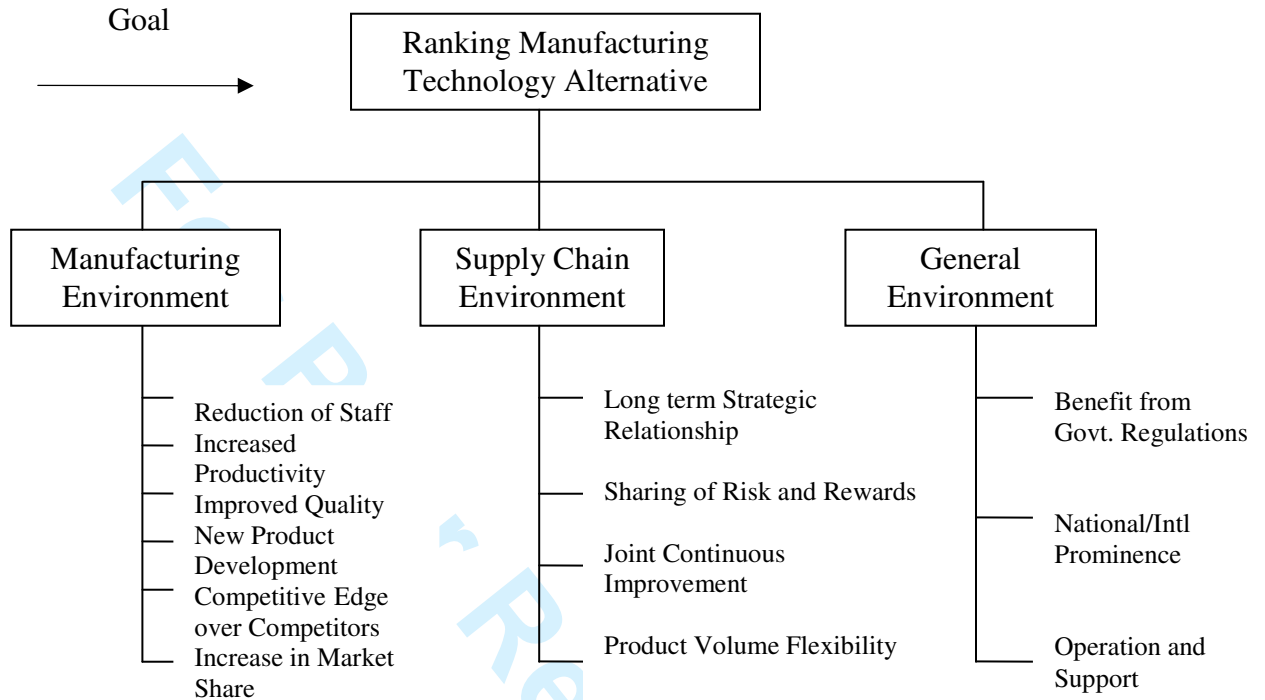 Goal
Ranking Manufacturing
Technology Alternative
Manufacturing
Environment
Supply Chain
Environment
General
Environment
Reduction of Staff
Increased
Productivity
Improved Quality
New Product
Development
Competitive Edge
over Competitors
Increase in Market
Share
Long term Strategic
Relationship
Sharing of Risk and Rewards
Joint Continuous
Improvement
Product Volume Flexibility
Benefit from
Govt. Regulations
National/Intl
Prominence
Operation and
Support